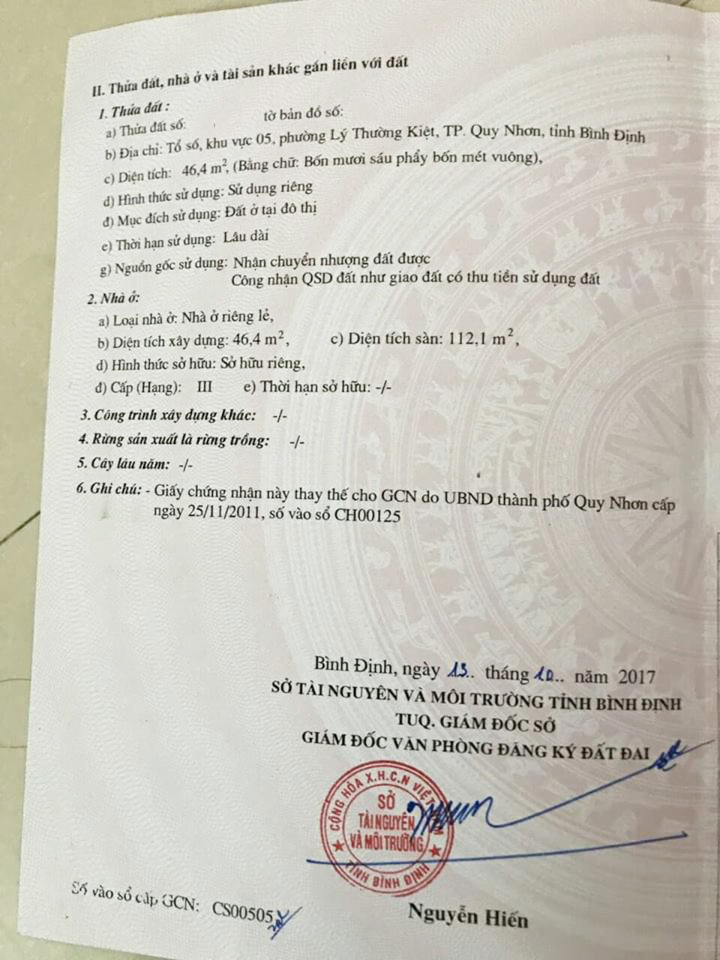 II. Thửa đất, nhà ở và tài sản khác gắn liền với đất
1. Thửa đất :
a) Thửa đất số: tờ bản đồ số:
b) Địa chỉ: Tổ số, khu vực 05, phường Lý Thường Kiệt, TP. Quy Nhơn, tỉnh Bình Định
c) Diện tích: 46,4 m², (Bằng chữ: Bốn mươi sáu phẩy bốn mét vuông),
d) Hình thức sử dụng: Sử dụng riêng
đ) Mục đích sử dụng: Đất ở tại đô thị
e) Thời hạn sử dụng: Lâu dài
g) Nguồn gốc sử dụng: Nhận chuyển nhượng đất được
Công nhận QSD đất như giao đất có thu tiền sử dụng đất
2. Nhà ở:
a) Loại nhà ở: Nhà ở riêng lẻ,
b) Diện tích xây dựng: 46,4 m², c) Diện tích sàn: 112,1 m²,
d) Hình thức sở hữu: Sở hữu riêng,
đ) Cấp (Hạng): III e) Thời hạn sở hữu: -/-
3. Công trình xây dựng khác: -/-
4. Rừng sản xuất là rừng trồng: -/-
5. Cây lâu năm: -/-
6. Ghi chú: - Giấy chứng nhận này thay thế cho GCN do UBND thành phố Quy Nhơn cấp
ngày 25/11/2011, số vào sổ CH00125
Bình Định, ngày 13.. tháng 10.. năm 2017
SỞ TÀI NGUYÊN VÀ MÔI TRƯỜNG TỈNH BÌNH ĐỊNH
TUQ. GIÁM ĐỐC SỞ
GIÁM ĐỐC VĂN PHÒNG ĐĂNG KÝ ĐẤT ĐAI
CỘNG HÒA X.H.C.N VIỆT NAM
SỞ
TÀI NGUYÊN
VÀ MÔI TRƯỜNG
TỈNH BÌNH ĐỊNH
Nguyễn Hiến
Số vào sổ cấp GCN: CS00505